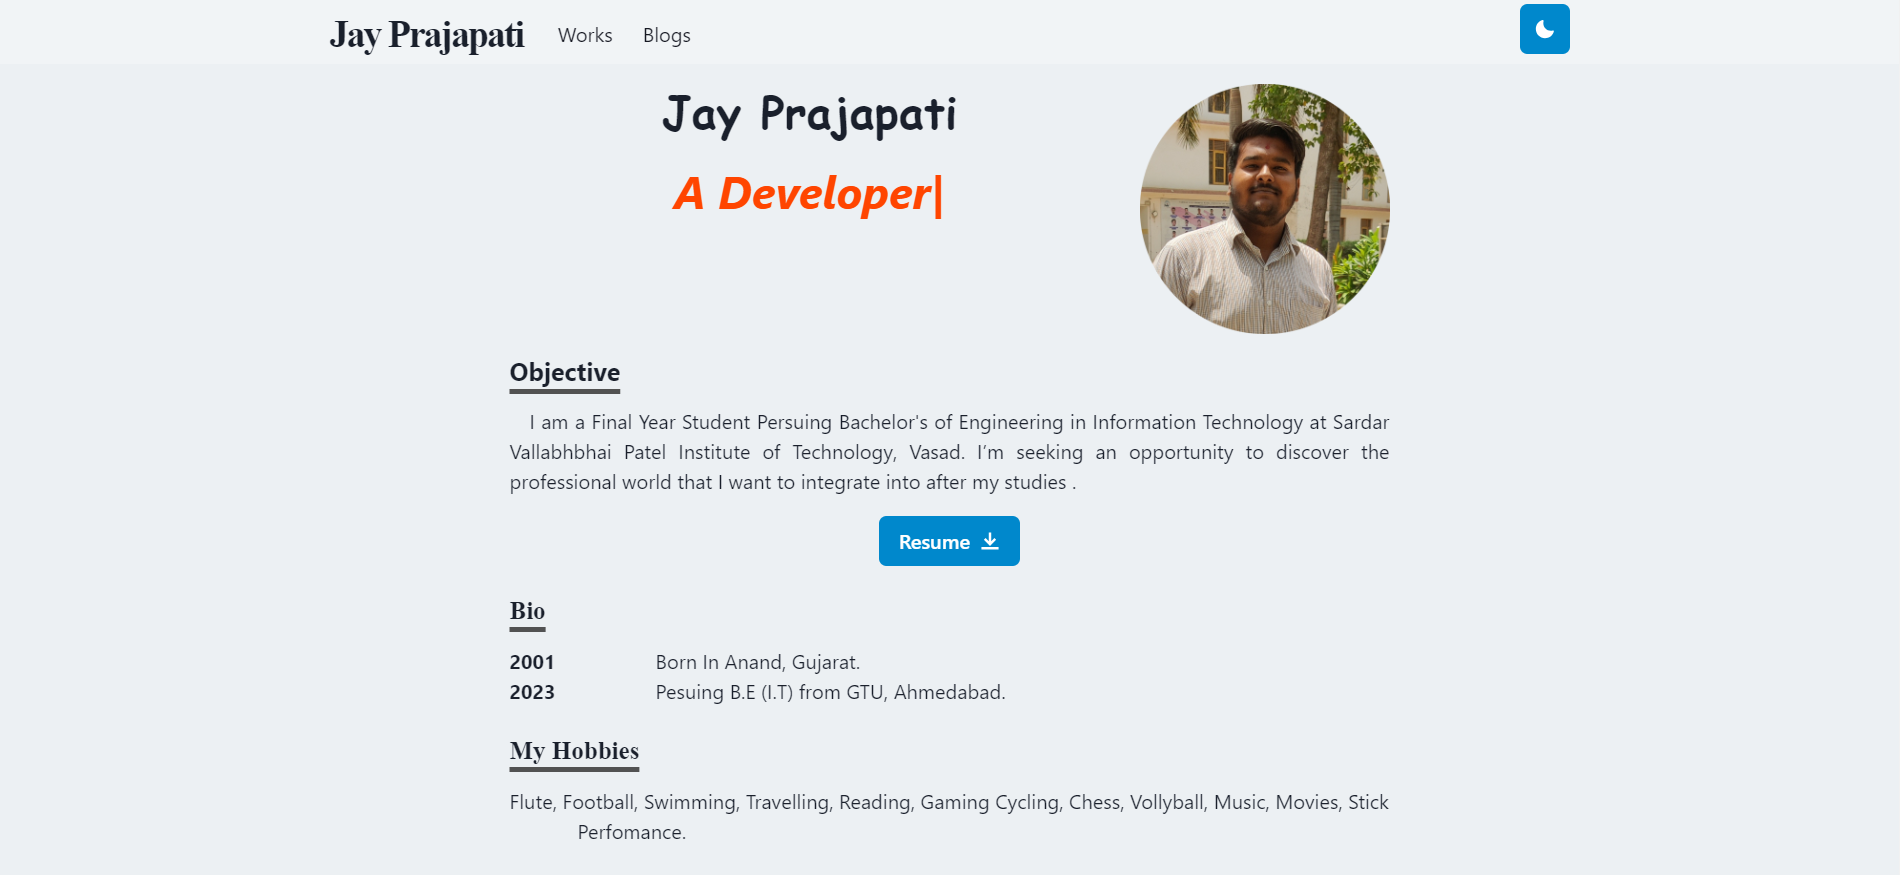 Jay Prajapati Works Blogs
Jay Prajapati
A Developer|
Objective
I am a Final Year Student Persuing Bachelor's of Engineering in Information Technology at Sardar
Vallabhbhai Patel Institute of Technology, Vasad. I’m seeking an opportunity to discover the
professional world that I want to integrate into after my studies .
Resume
Bio
2001 Born In Anand, Gujarat.
2023 Pesuing B.E (I.T) from GTU, Ahmedabad.
My Hobbies
Flute, Football, Swimming, Travelling, Reading, Gaming Cycling, Chess, Vollyball, Music, Movies, Stick
Perfomance.